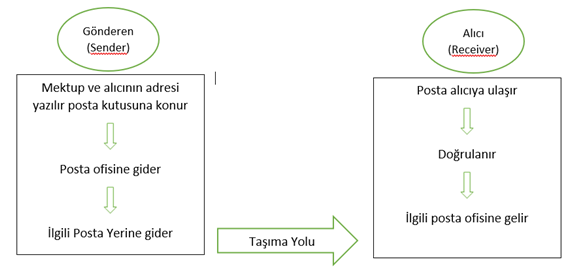 Gönderen
(Sender)
Mektup ve alıcının adresi
yazılır posta kutusuna konur
Posta ofisine gider
İlgili Posta Yerine gider
Taşıma Yolu
Alıcı
(Receiver)
Posta alıcıya ulaşır
Doğrulanır
İlgili posta ofisine gelir